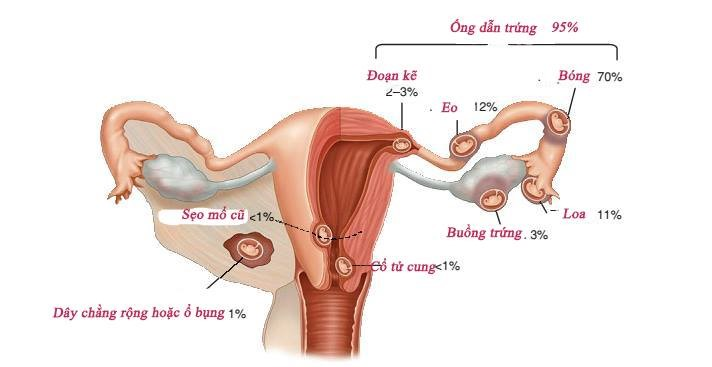 Ống dẫn trứng 95%
Đoạn kẽ
2–3%
Eo 12%
Bóng 70%
Sẹo mổ cũ <1%
Loa 11%
Buồng trứng . 3%
Cổ tử cung <1%
Dây chằng rộng hoặc ổ bụng 1%